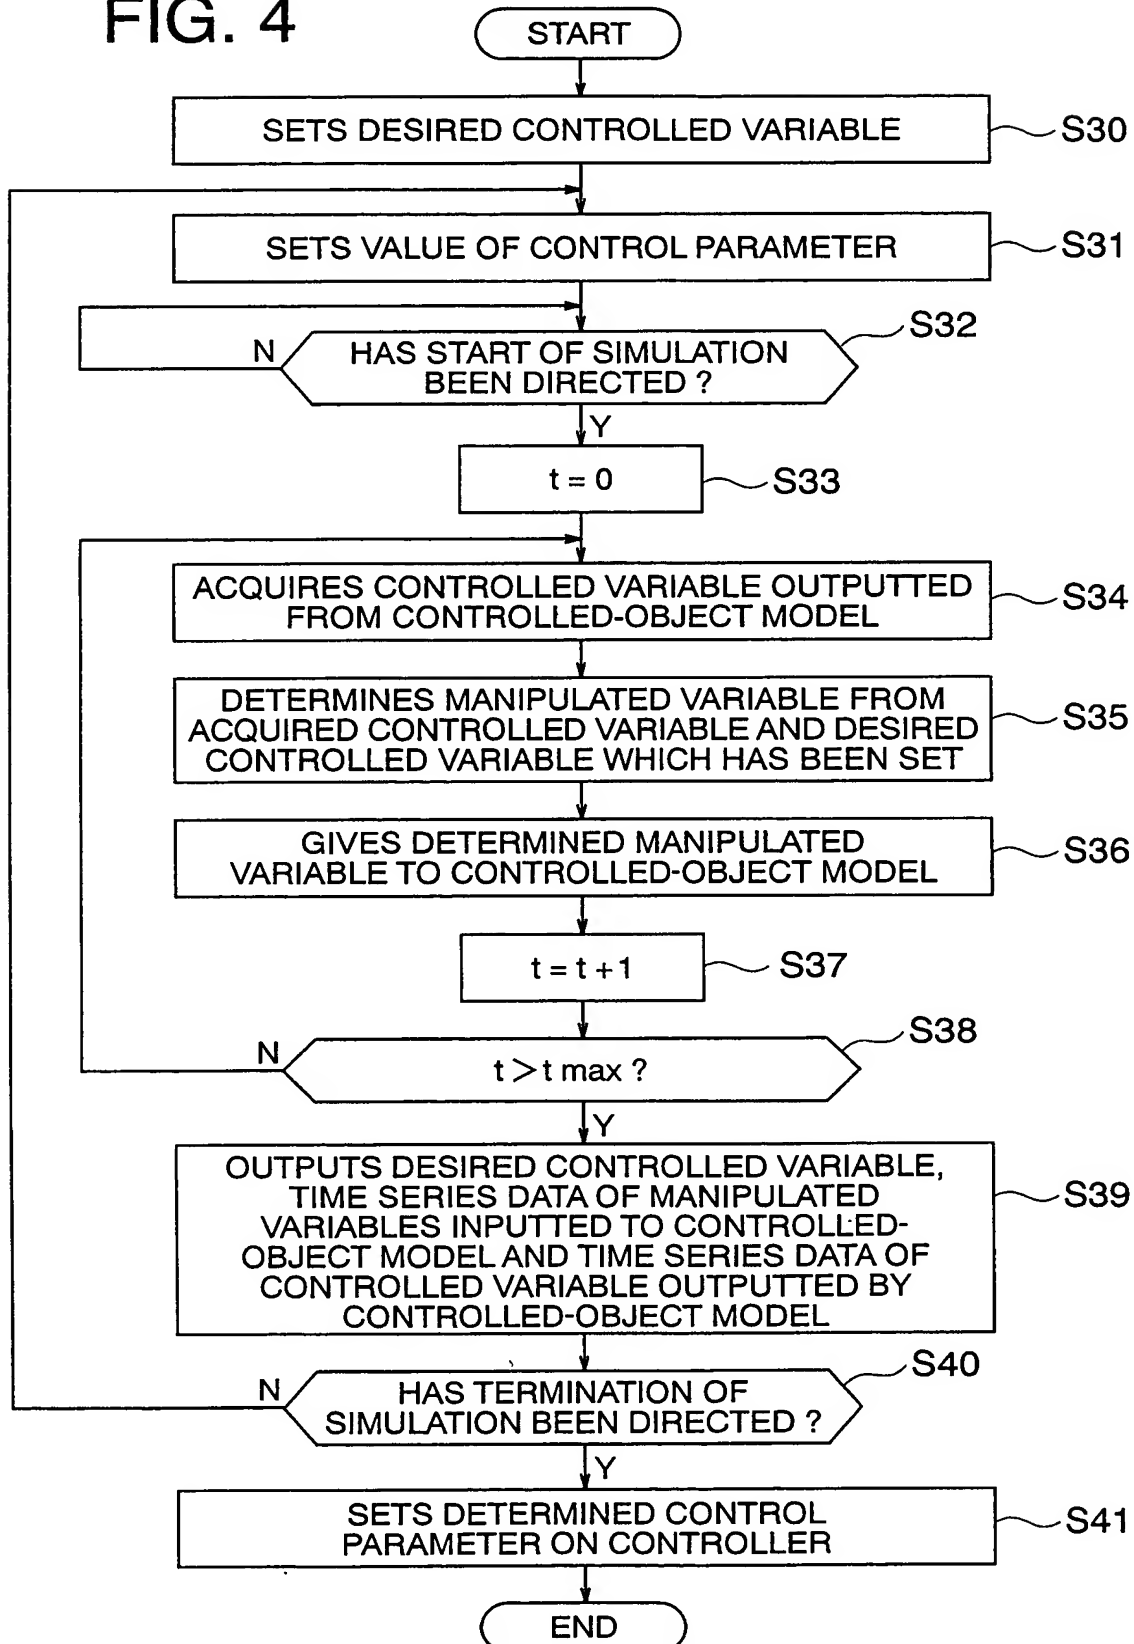 FIG. 4
START
SETS DESIRED CONTROLLED VARIABLE
S30
SETS VALUE OF CONTROL PARAMETER
S31
HAS START OF SIMULATION
BEEN DIRECTED ?
S32
N
Y
t = 0
S33
ACQUIRES CONTROLLED VARIABLE OUTPUTTED
FROM CONTROLLED-OBJECT MODEL
S34
DETERMINES MANIPULATED VARIABLE FROM
ACQUIRED CONTROLLED VARIABLE AND DESIRED
CONTROLLED VARIABLE WHICH HAS BEEN SET
S35
GIVES DETERMINED MANIPULATED
VARIABLE TO CONTROLLED-OBJECT MODEL
S36
t = t + 1
S37
t > t max ?
S38
N
Y
OUTPUTS DESIRED CONTROLLED VARIABLE,
TIME SERIES DATA OF MANIPULATED
VARIABLES INPUTTED TO CONTROLLED-
OBJECT MODEL AND TIME SERIES DATA OF
CONTROLLED VARIABLE OUTPUTTED BY
CONTROLLED-OBJECT MODEL
S39
HAS TERMINATION OF
SIMULATION BEEN DIRECTED ?
S40
N
Y
SETS DETERMINED CONTROL
PARAMETER ON CONTROLLER
S41
END